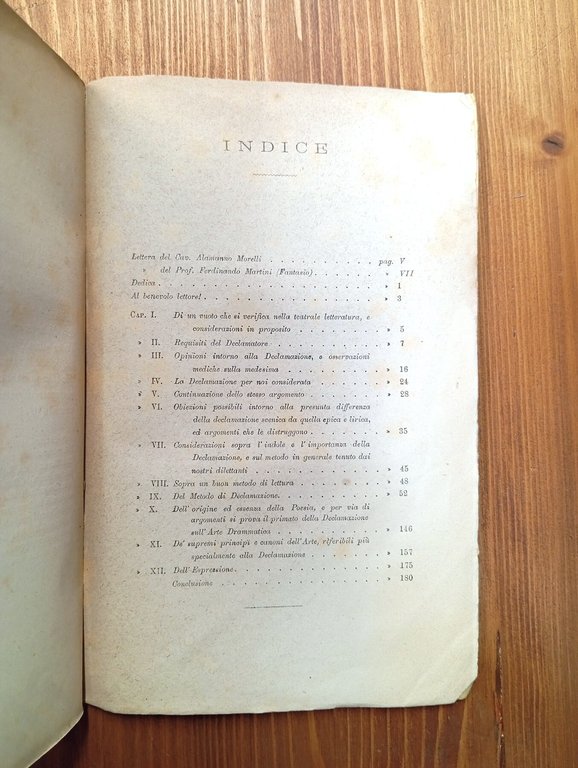 INDICE
Lettera del Cav. Alamanno Morelli . . . . . . . . . . . pag. V
» del Prof. Ferdinando Martini (Fantasio) . . . . . . . » VII
Dedica . . . . . . . . . . . . . . . . . . . . . » 1
Al benevolo lettore! . . . . . . . . . . . . . . . . » 3
CAP. I. Di un vuoto che si verifica nella teatrale letteratura, e
considerazioni in proposito . . . . . . . . . . » 5
» II. Requisiti del Declamatore . . . . . . . . . . . » 7
» III. Opinioni intorno alla Declamazione, e osservazioni
mediche sulla medesima . . . . . . . . . . . » 16
» IV. La Declamazione per noi considerata . . . . . . . » 24
» V. Continuazione dello stesso argomento . . . . . . . » 28
» VI. Obiezioni possibili intorno alla presunta differenza
della declamazione scenica da quella epica e lirica,
ed argomenti che le distruggono . . . . . . . . » 35
» VII. Considerazioni sopra l'indole e l'importanza della
Declamazione, e sul metodo in generale tenuto dai
nostri dilettanti . . . . . . . . . . . . . » 45
» VIII. Sopra un buon metodo di lettura . . . . . . . . . » 48
» IX. Del Metodo di Declamazione. . . . . . . . . . . » 52
» X. Dell'origine ed essenza della Poesia, e per via di
argomenti si prova il primato della Declamazione
sull'Arte Drammatica . . . . . . . . . . . » 146
» XI. De' supremi principî e canoni dell'Arte, riferibili più
specialmente alla Declamazione . . . . . . . . » 157
» XII. Dell'Espressione. . . . . . . . . . . . . . . » 175
Conclusione . . . . . . . . . . . . . . . . » 180